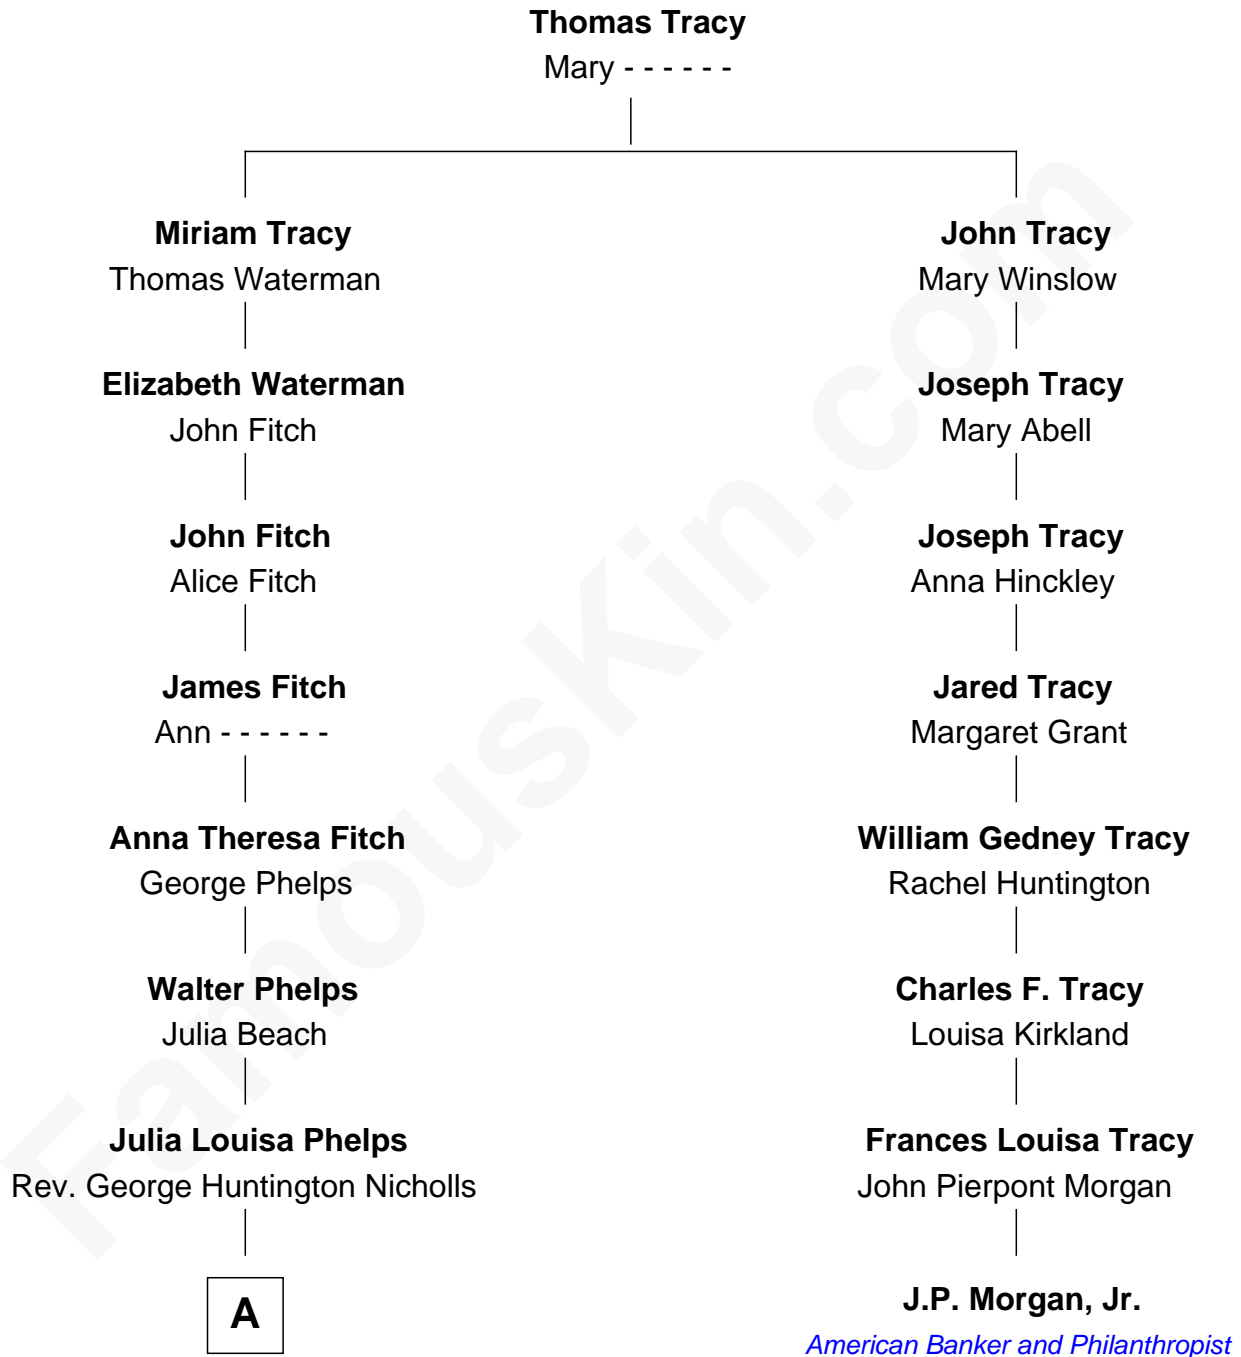 Thomas Tracy
Mary - - - - - -
Miriam Tracy
Thomas Waterman
John Tracy
Mary Winslow
Elizabeth Waterman
John Fitch
Joseph Tracy
Mary Abell
John Fitch
Alice Fitch
Joseph Tracy
Anna Hinckley
James Fitch
Ann - - - - - -
Jared Tracy
Margaret Grant
Anna Theresa Fitch
George Phelps
William Gedney Tracy
Rachel Huntington
Walter Phelps
Julia Beach
Charles F. Tracy
Louisa Kirkland
Julia Louisa Phelps
Rev. George Huntington Nicholls
Frances Louisa Tracy
John Pierpont Morgan
A
J.P. Morgan, Jr.
American Banker and Philanthropist
FamousKin.com